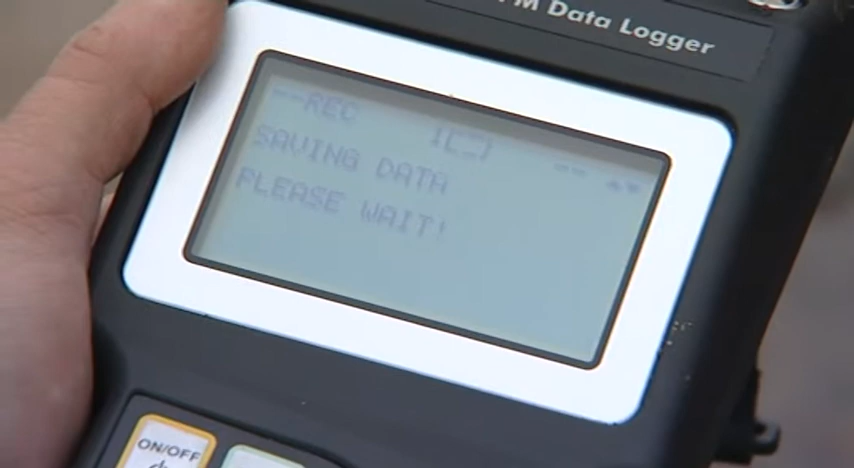 Data Logger
--REC
SAVING DATA
PLEASE WAIT!
ON/OFF